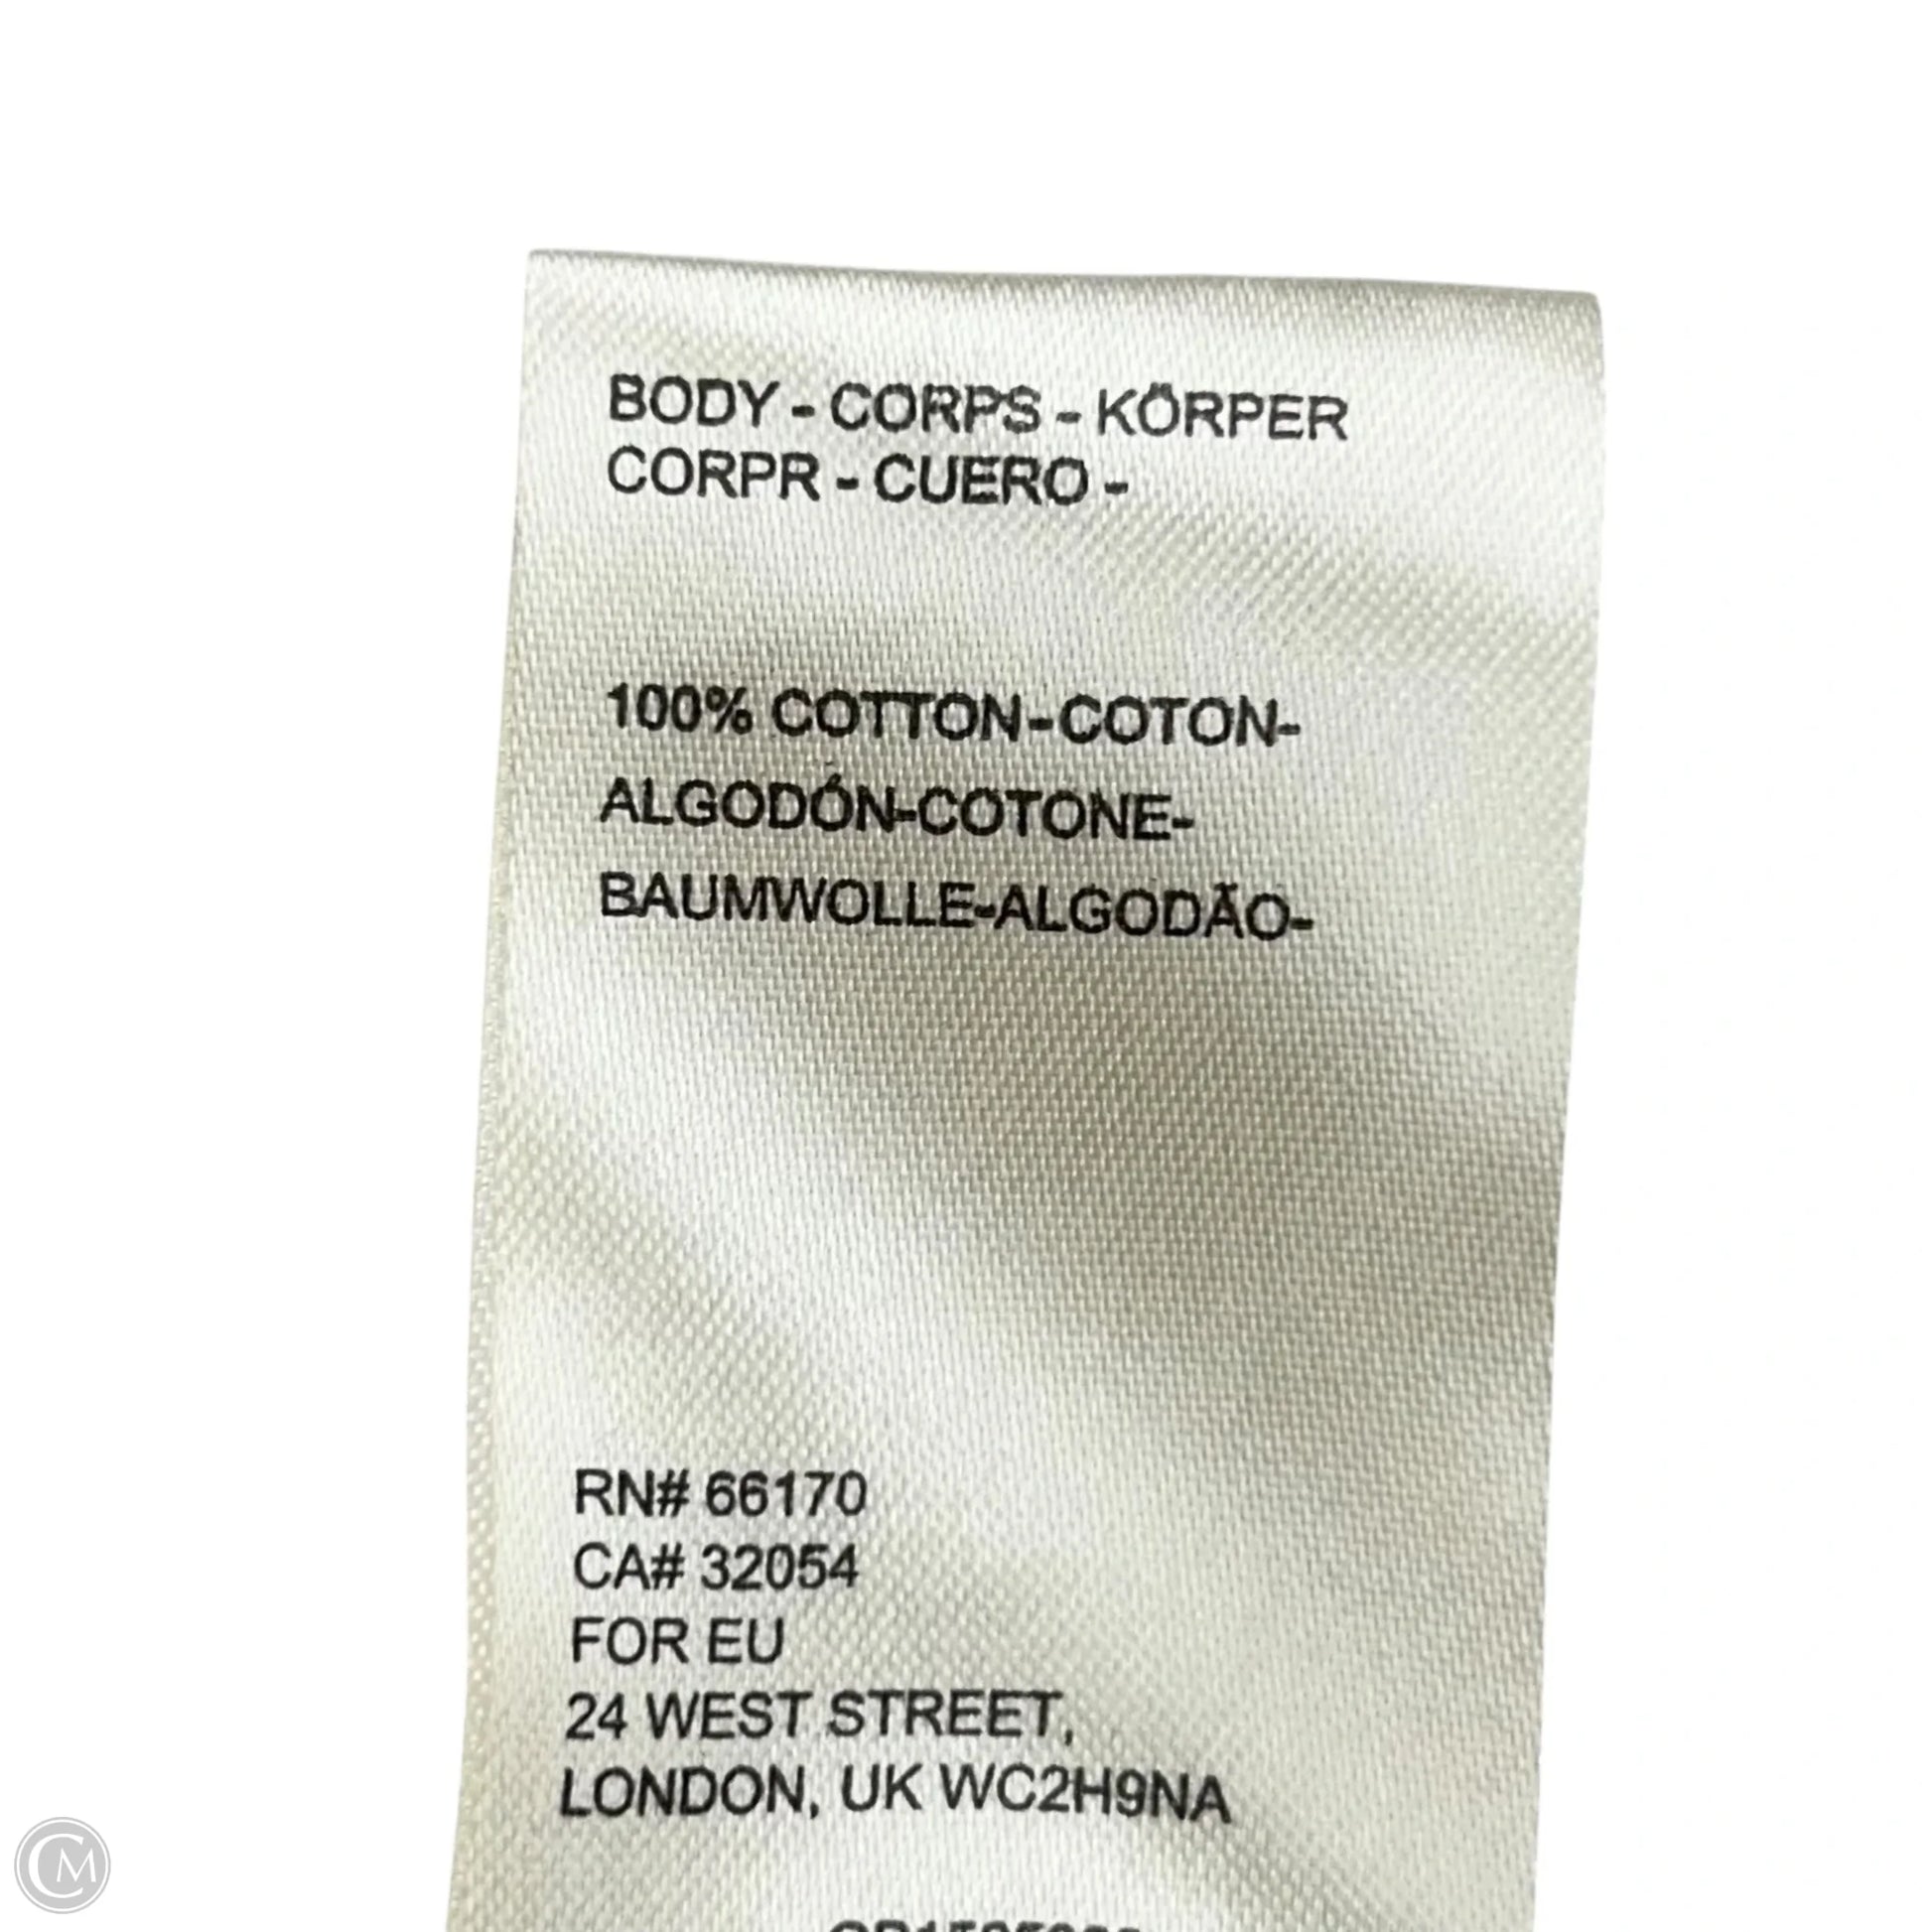 BODY - CORPS - KÖRPER
CORPR - CUERO -
100% COTTON-COTON-
ALGODÓN-COTONE-
BAUMWOLLE-ALGODÃO-
RN# 66170
CA# 32054
FOR EU
24 WEST STREET,
LONDON, UK WC2H9NA
CM